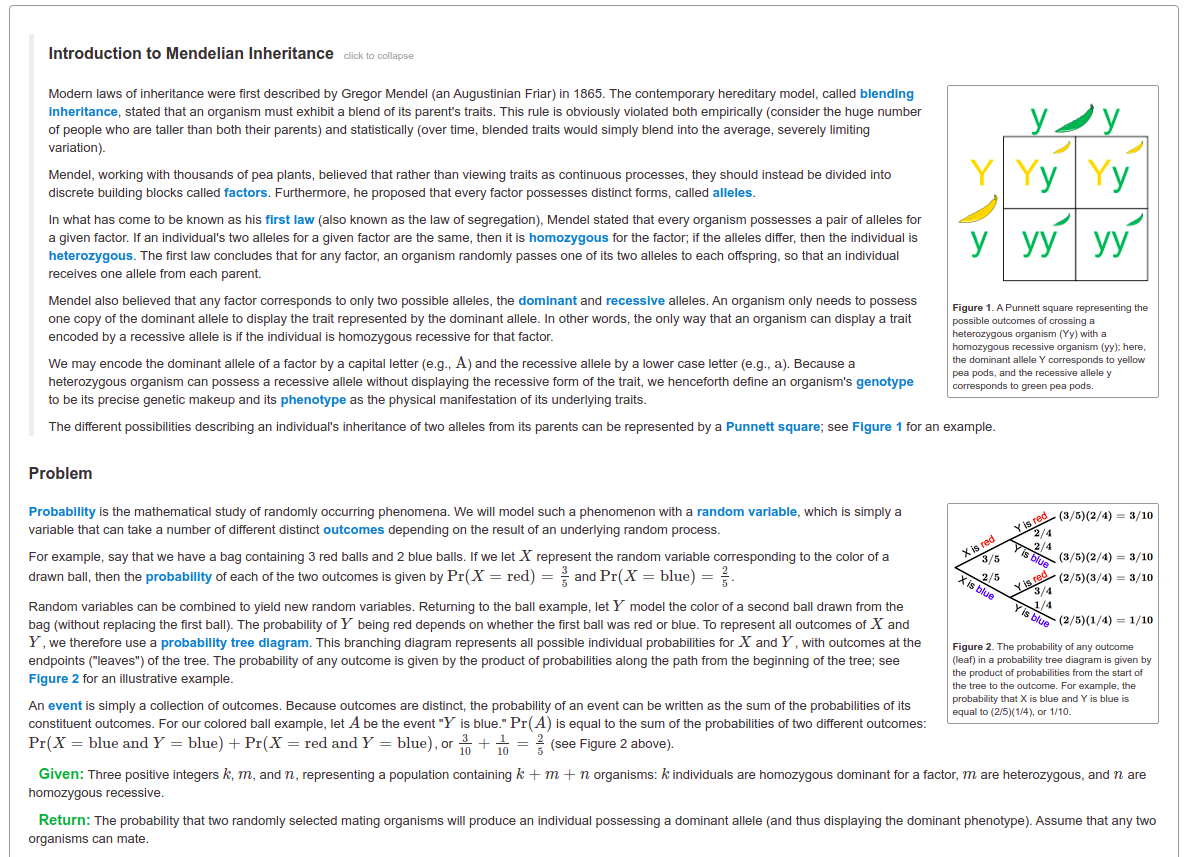 Introduction to Mendelian Inheritance click to collapse
Modern laws of inheritance were first described by Gregor Mendel (an Augustinian Friar) in 1865. The contemporary hereditary model, called blending
inheritance, stated that an organism must exhibit a blend of its parent's traits. This rule is obviously violated both empirically (consider the huge number
of people who are taller than both their parents) and statistically (over time, blended traits would simply blend into the average, severely limiting
variation).
Mendel, working with thousands of pea plants, believed that rather than viewing traits as continuous processes, they should instead be divided into
discrete building blocks called factors. Furthermore, he proposed that every factor possesses distinct forms, called alleles.
In what has come to be known as his first law (also known as the law of segregation), Mendel stated that every organism possesses a pair of alleles for
a given factor. If an individual's two alleles for a given factor are the same, then it is homozygous for the factor; if the alleles differ, then the individual is
heterozygous. The first law concludes that for any factor, an organism randomly passes one of its two alleles to each offspring, so that an individual
receives one allele from each parent.
Mendel also believed that any factor corresponds to only two possible alleles, the dominant and recessive alleles. An organism only needs to possess
one copy of the dominant allele to display the trait represented by the dominant allele. In other words, the only way that an organism can display a trait
encoded by a recessive allele is if the individual is homozygous recessive for that factor.
We may encode the dominant allele of a factor by a capital letter (e.g., A) and the recessive allele by a lower case letter (e.g., a). Because a
heterozygous organism can possess a recessive allele without displaying the recessive form of the trait, we henceforth define an organism's genotype
to be its precise genetic makeup and its phenotype as the physical manifestation of its underlying traits.
The different possibilities describing an individual's inheritance of two alleles from its parents can be represented by a Punnett square; see Figure 1 for an example.
y y
Y Yy Yy
y yy yy
Figure 1. A Punnett square representing the
possible outcomes of crossing a
heterozygous organism (Yy) with a
homozygous recessive organism (yy); here,
the dominant allele Y corresponds to yellow
pea pods, and the recessive allele y
corresponds to green pea pods.
Problem
Probability is the mathematical study of randomly occurring phenomena. We will model such a phenomenon with a random variable, which is simply a
variable that can take a number of different distinct outcomes depending on the result of an underlying random process.
For example, say that we have a bag containing 3 red balls and 2 blue balls. If we let X represent the random variable corresponding to the color of a
drawn ball, then the probability of each of the two outcomes is given by Pr(X = red) = 3/5 and Pr(X = blue) = 2/5.
Random variables can be combined to yield new random variables. Returning to the ball example, let Y model the color of a second ball drawn from the
bag (without replacing the first ball). The probability of Y being red depends on whether the first ball was red or blue. To represent all outcomes of X and
Y, we therefore use a probability tree diagram. This branching diagram represents all possible individual probabilities for X and Y, with outcomes at the
endpoints ("leaves") of the tree. The probability of any outcome is given by the product of probabilities along the path from the beginning of the tree; see
Figure 2 for an illustrative example.
An event is simply a collection of outcomes. Because outcomes are distinct, the probability of an event can be written as the sum of the probabilities of its
constituent outcomes. For our colored ball example, let A be the event "Y is blue." Pr(A) is equal to the sum of the probabilities of two different outcomes:
Pr(X = blue and Y = blue) + Pr(X = red and Y = blue), or 3/10 + 1/10 = 2/5 (see Figure 2 above).
Y is red (3/5)(2/4) = 3/10
2/4
X is red
3/5
2/4
Y is blue (3/5)(2/4) = 3/10
2/5
X is blue
Y is red (2/5)(3/4) = 3/10
3/4
1/4
Y is blue (2/5)(1/4) = 1/10
Figure 2. The probability of any outcome
(leaf) in a probability tree diagram is given by
the product of probabilities from the start of
the tree to the outcome. For example, the
probability that X is blue and Y is blue is
equal to (2/5)(1/4), or 1/10.
Given: Three positive integers k, m, and n, representing a population containing k + m + n organisms: k individuals are homozygous dominant for a factor, m are heterozygous, and n are
homozygous recessive.
Return: The probability that two randomly selected mating organisms will produce an individual possessing a dominant allele (and thus displaying the dominant phenotype). Assume that any two
organisms can mate.